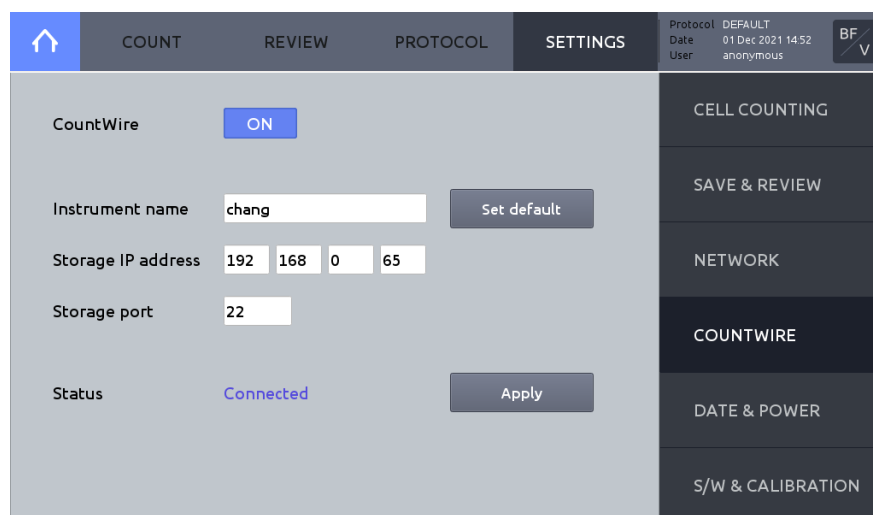 COUNT
REVIEW
PROTOCOL
SETTINGS
Protocol DEFAULT
Date 01 Dec 2021 14:52
User anonymous
BF/V
CountWire ON
Instrument name chang Set default
Storage IP address 192 168 0 65
Storage port 22
Status Connected Apply
CELL COUNTING
SAVE & REVIEW
NETWORK
COUNTWIRE
DATE & POWER
S/W & CALIBRATION